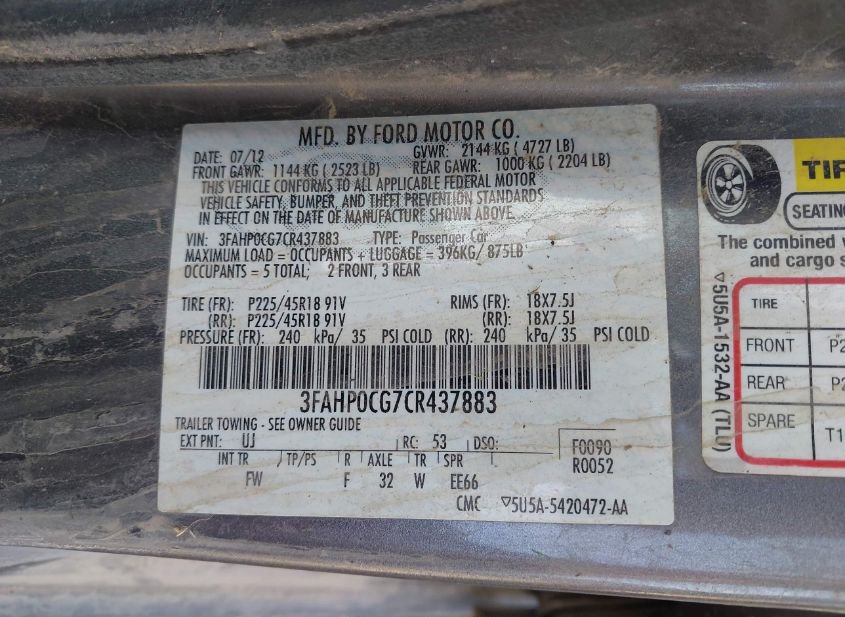 MFD. BY FORD MOTOR CO.
DATE: 07/12 GVWR: 2144 KG ( 4727 LB)
FRONT GAWR: 1144 KG ( 2523 LB) REAR GAWR: 1000 KG ( 2204 LB)
THIS VEHICLE CONFORMS TO ALL APPLICABLE FEDERAL MOTOR
VEHICLE SAFETY, BUMPER, AND THEFT PREVENTION STANDARDS
IN EFFECT ON THE DATE OF MANUFACTURE SHOWN ABOVE.
VIN: 3FAHP0CG7CR437883 TYPE: Passenger Car
MAXIMUM LOAD = OCCUPANTS + LUGGAGE = 396KG/ 875LB
OCCUPANTS = 5 TOTAL; 2 FRONT, 3 REAR
TIRE (FR): P225/45R18 91V RIMS (FR): 18X7.5J
(RR): P225/45R18 91V (RR): 18X7.5J
PRESSURE (FR): 240 kPa/ 35 PSI COLD (RR): 240 kPa/ 35 PSI COLD
3FAHP0CG7CR437883
TRAILER TOWING - SEE OWNER GUIDE
EXT PNT: UJ RC: 53 DSO: F0090
R0052
INT TR TP/PS R AXLE TR SPR
FW F 32 W EE66
CMC ▽5U5A-5420472-AA
▽5U5A-1532-AA (TLU)
TIR
SEATING
The combined
and cargo s
TIRE
FRONT P2
REAR P2
SPARE T1